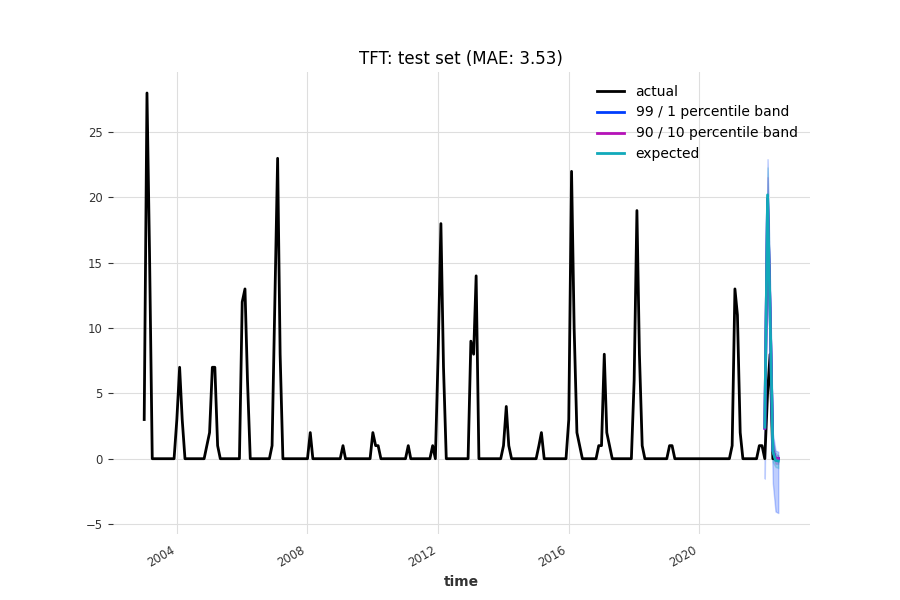 TFT: test set (MAE: 3.53)
actual
99 / 1 percentile band
90 / 10 percentile band
expected
25
20
15
10
5
0
−5
2004
2008
2012
2016
2020
time